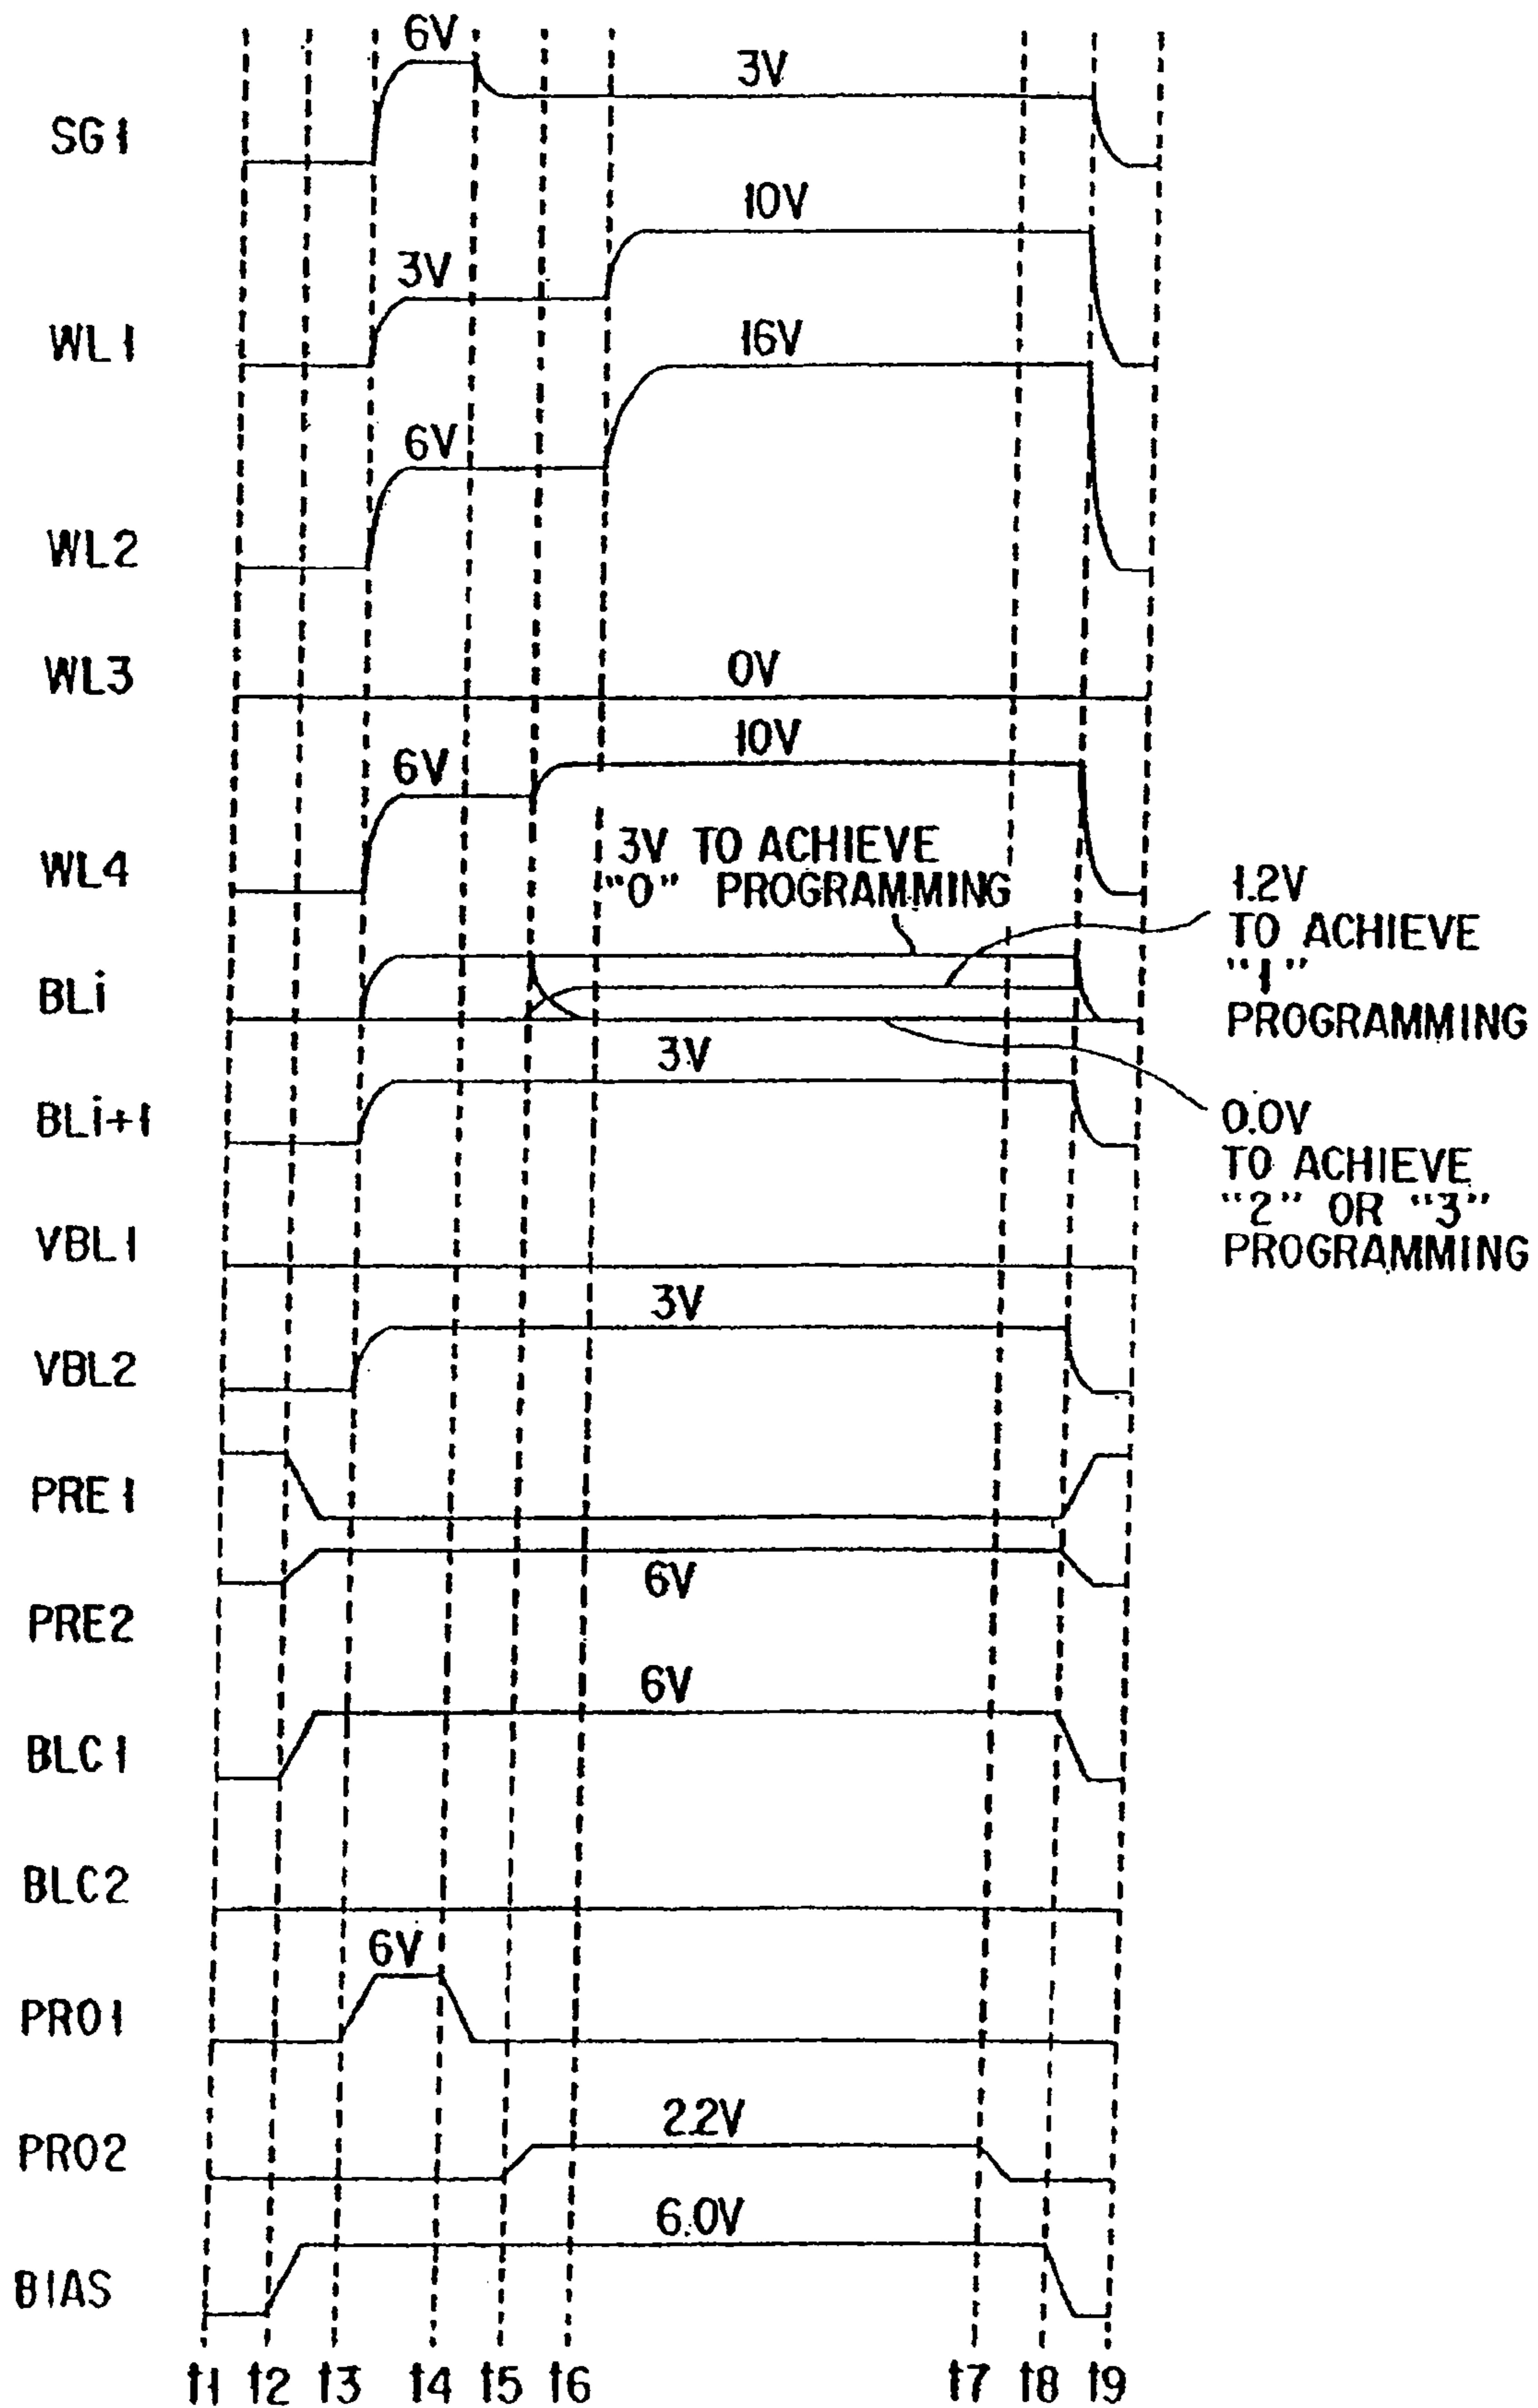 6V
3V
SG1
10V
3V
WL1
16V
6V
WL2
WL3
0V
10V
6V
WL4
3V TO ACHIEVE
"0" PROGRAMMING
1.2V
TO ACHIEVE
"1"
PROGRAMMING
BLi
3V
BLi+1
0.0V
TO ACHIEVE
"2" OR "3"
PROGRAMMING
VBL1
3V
VBL2
PRE1
6V
PRE2
6V
BLC1
BLC2
6V
PRO1
2.2V
PRO2
6.0V
BIAS
t1 t2 t3 t4 t5 t6 t7 t8 t9